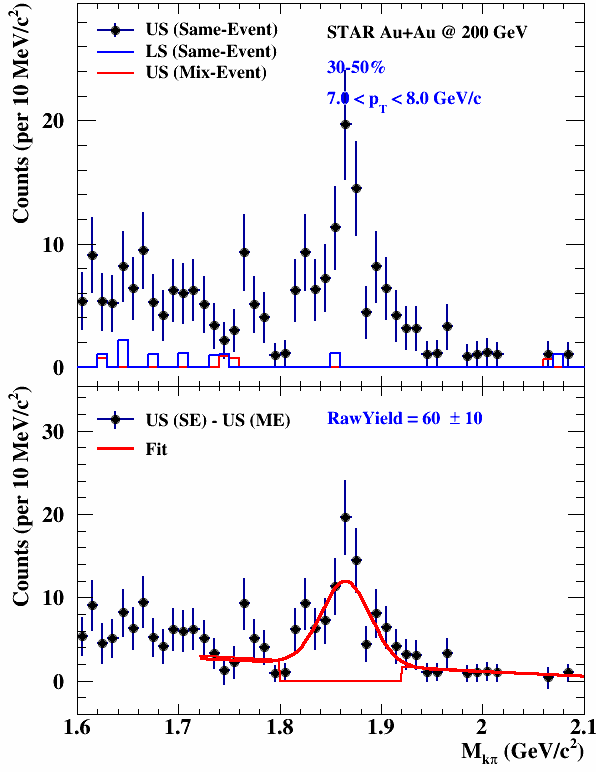 US (Same-Event)
LS (Same-Event)
US (Mix-Event)
STAR Au+Au @ 200 GeV
30-50%
7.0 < p_T < 8.0 GeV/c
Counts (per 10 MeV/c²)
20
10
0
US (SE) - US (ME)
Fit
RawYield = 60 ± 10
Counts (per 10 MeV/c²)
30
20
10
0
1.6 1.7 1.8 1.9 2 2.1
M_kπ (GeV/c²)